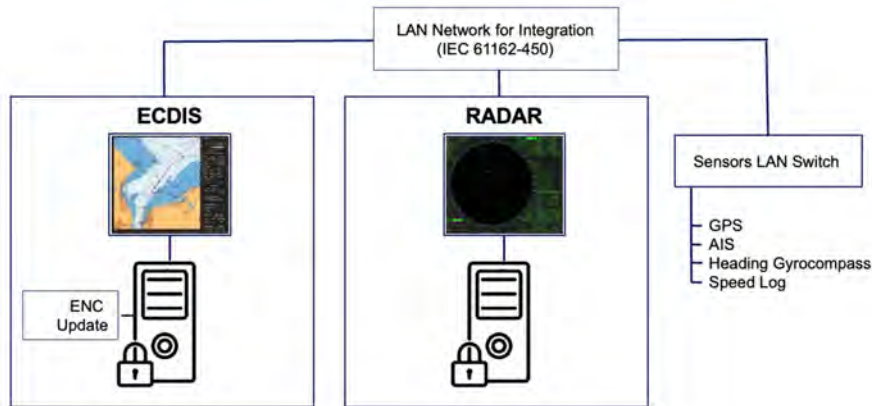 LAN Network for Integration
(IEC 61162-450)
ECDIS
RADAR
Sensors LAN Switch
GPS
AIS
Heading Gyrocompass
Speed Log
ENC
Update